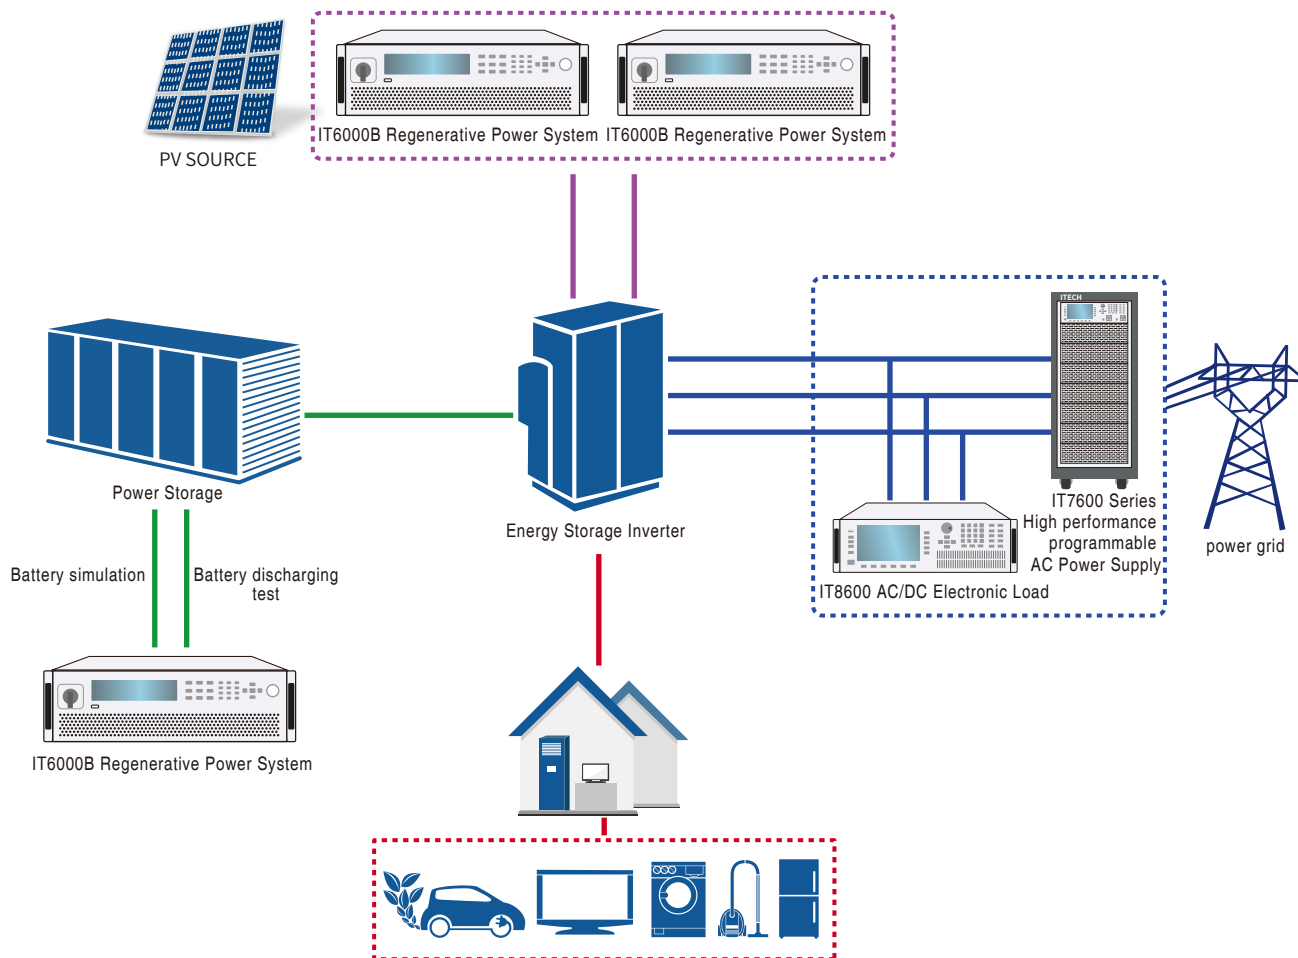 IT6000B Regenerative Power System
IT6000B Regenerative Power System
PV SOURCE
ITECH
Power Storage
Energy Storage Inverter
IT7600 Series
High performance
programmable
AC Power Supply
power grid
IT8600 AC/DC Electronic Load
Battery simulation
Battery discharging
test
IT6000B Regenerative Power System